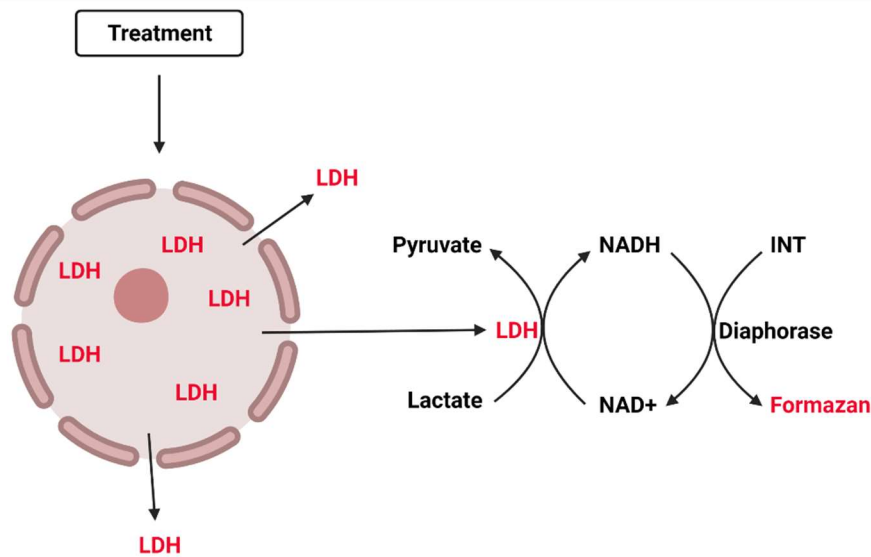 Treatment
LDH
LDH
LDH
LDH
LDH
LDH
LDH
Pyruvate
NADH
INT
LDH
Diaphorase
Lactate
NAD+
Formazan